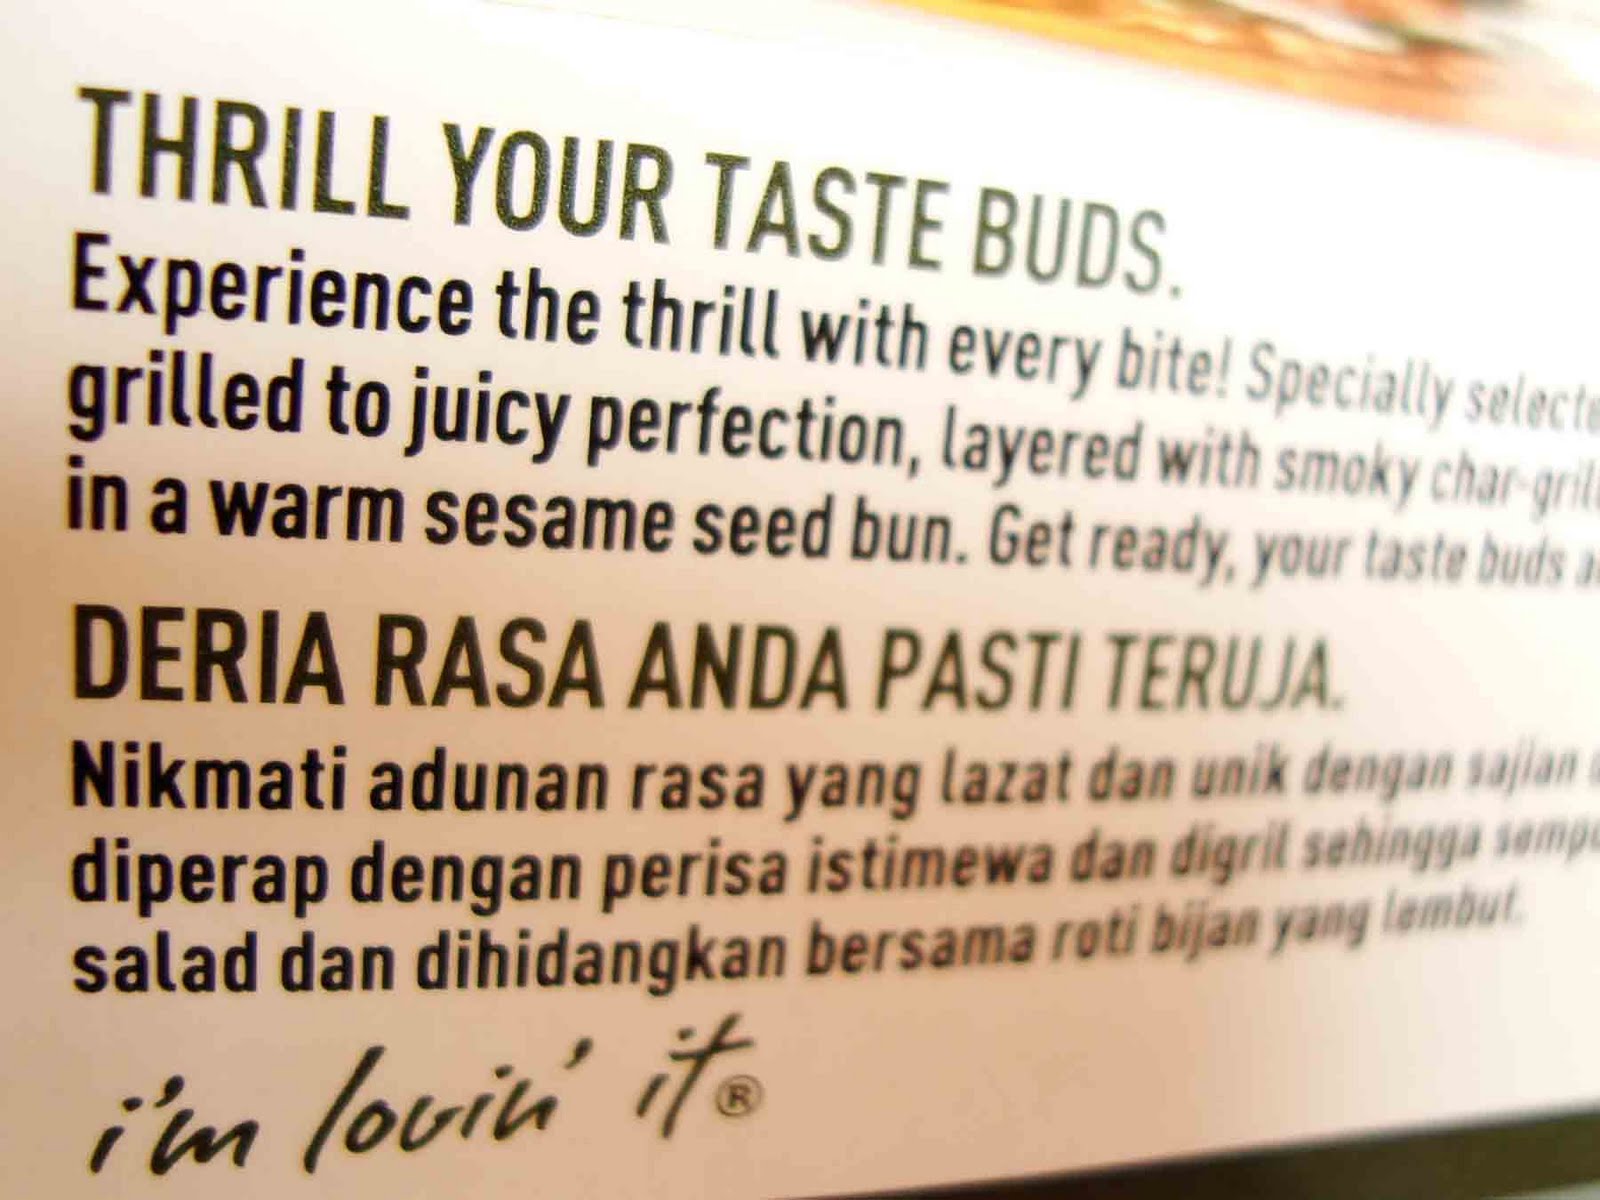 THRILL YOUR TASTE BUDS.
Experience the thrill with every bite! Specially
grilled to juicy perfection, layered with smoky
in a warm sesame seed bun. Get ready, your taste buds
DERIA RASA ANDA PASTI TERUJA.
Nikmati adunan rasa yang lazat dan unik dengan sajian
diperap dengan perisa istimewa dan digril sehingga
salad dan dihidangkan bersama roti bijan yang lembut.
i'm lovin' it®